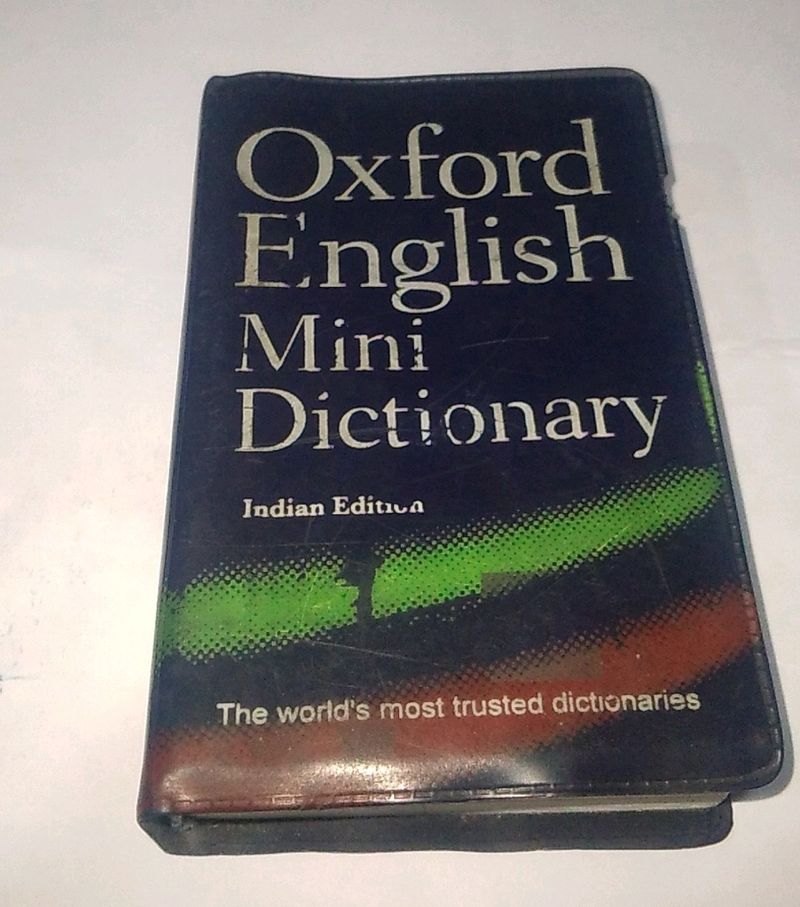 Oxford
English
Mini
Dictionary
Indian Edition
The world's most trusted dictionaries